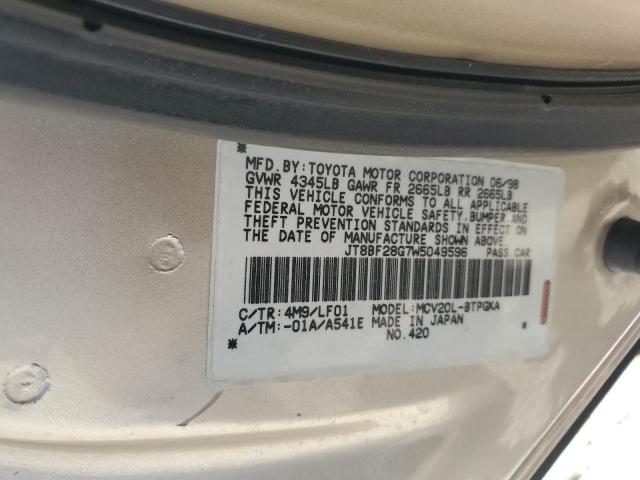 *
MFD. BY: TOYOTA MOTOR CORPORATION 06/98
GVWR 4345LB GAWR FR 2665LB RR 2665LB
THIS VEHICLE CONFORMS TO ALL APPLICABLE
FEDERAL MOTOR VEHICLE SAFETY, BUMPER AND
THEFT PREVENTION STANDARDS IN EFFECT ON
THE DATE OF MANUFACTURE SHOWN ABOVE.
JT8BF28G7W5049596 PASS. CAR
C/TR: 4M9/LF01 MODEL: MCV20L-BTPGKA
A/TM: -01A/A541E MADE IN JAPAN
* NO. 420